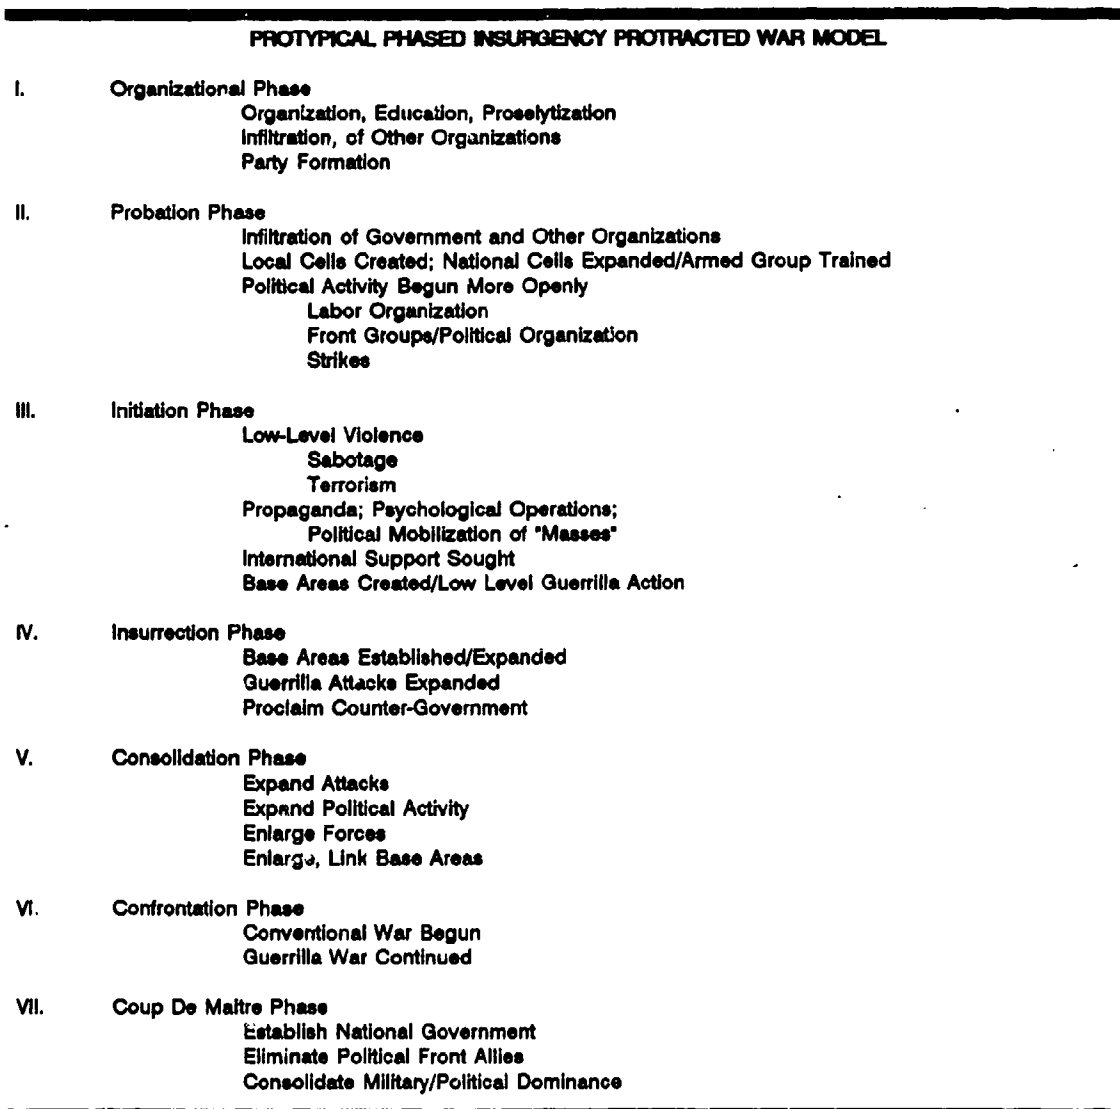 PROTYPICAL PHASED INSURGENCY PROTRACTED WAR MODEL
I. Organizational Phase
Organization, Education, Proselytization
Infiltration, of Other Organizations
Party Formation
II. Probation Phase
Infiltration of Government and Other Organizations
Local Cells Created; National Cells Expanded/Armed Group Trained
Political Activity Begun More Openly
Labor Organization
Front Groups/Political Organization
Strikes
III. Initiation Phase
Low-Level Violence
Sabotage
Terrorism
Propaganda; Psychological Operations;
Political Mobilization of "Masses"
International Support Sought
Base Areas Created/Low Level Guerrilla Action
IV. Insurrection Phase
Base Areas Established/Expanded
Guerrilla Attacks Expanded
Proclaim Counter-Government
V. Consolidation Phase
Expand Attacks
Expand Political Activity
Enlarge Forces
Enlarge, Link Base Areas
VI. Confrontation Phase
Conventional War Begun
Guerrilla War Continued
VII. Coup De Maitre Phase
Establish National Government
Eliminate Political Front Allies
Consolidate Military/Political Dominance